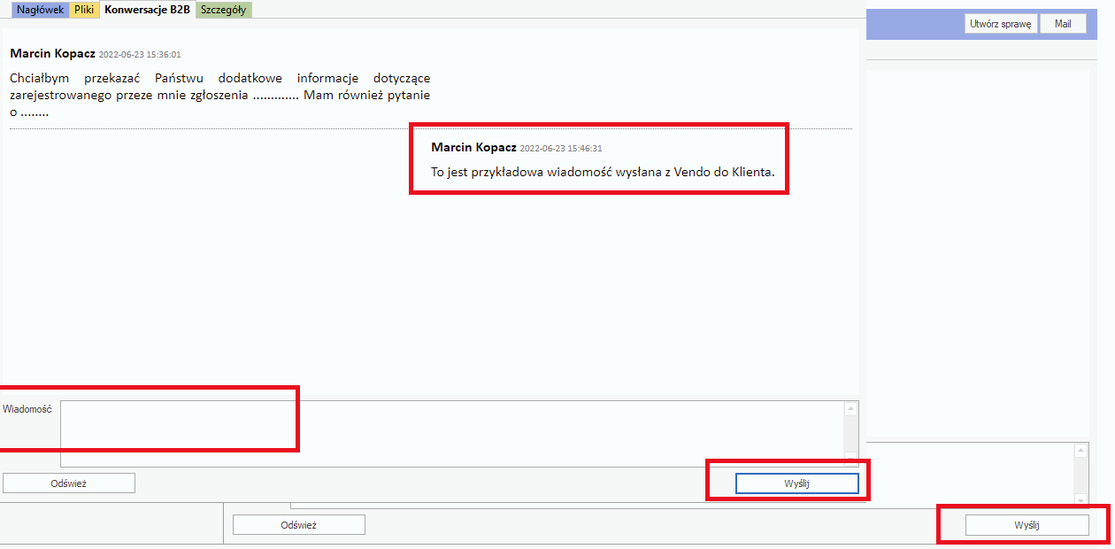 Nagłówek Pliki Konwersacje B2B Szczegóły
Utwórz sprawę Mail
Marcin Kopacz 2022-06-23 15:36:01
Chciałbym przekazać Państwu dodatkowe informacje dotyczące
zarejestrowanego przeze mnie zgłoszenia ............. Mam również pytanie
o ........
Marcin Kopacz 2022-06-23 15:46:31
To jest przykładowa wiadomość wysłana z Vendo do Klienta.
Wiadomość
Odśwież Wyślij
Odśwież Wyślij